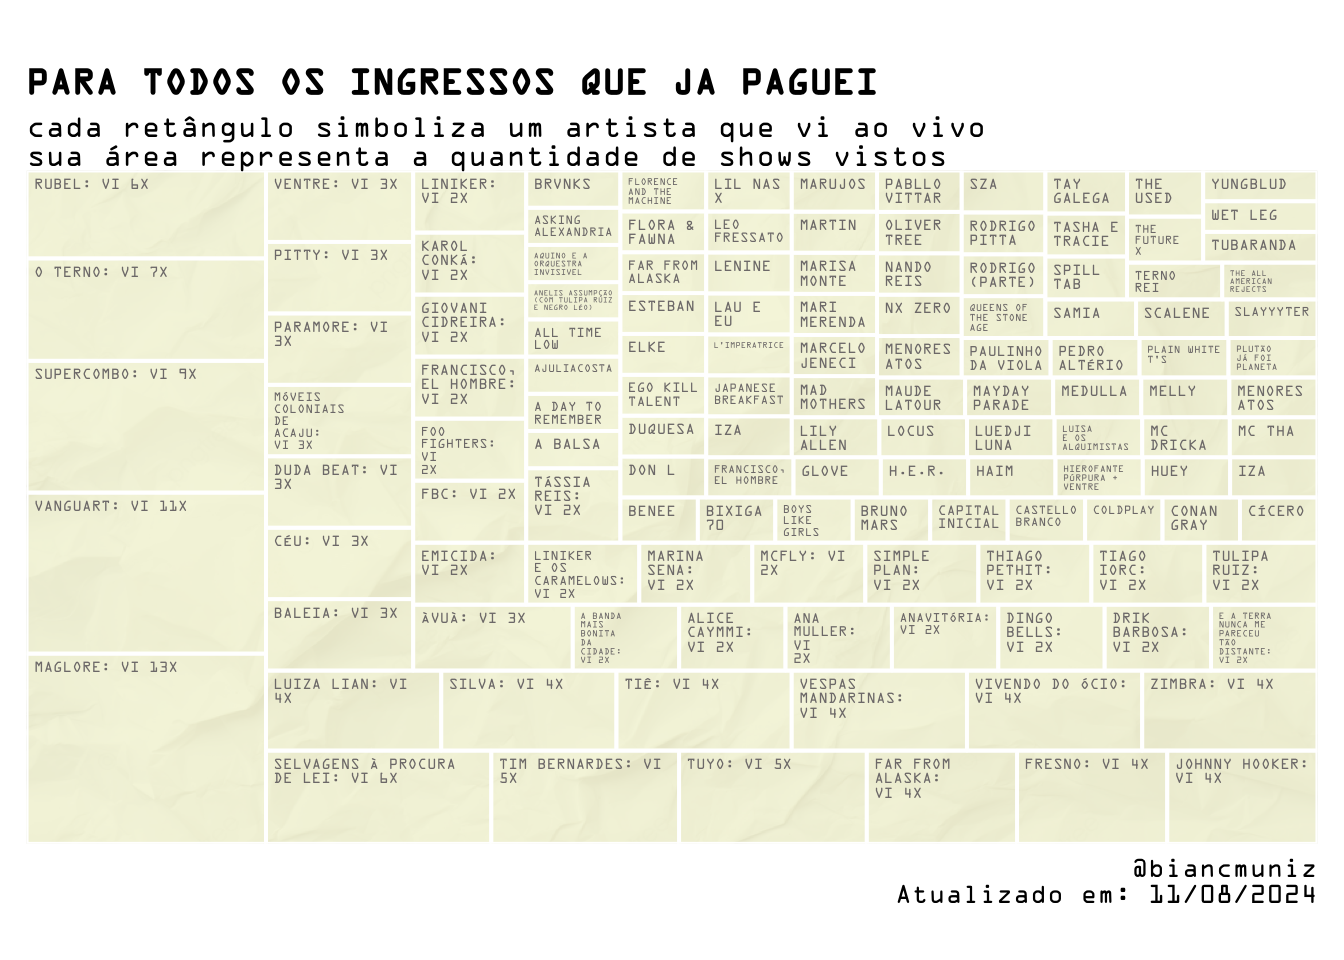 PARA TODOS OS INGRESSOS QUE JA PAGUEI
cada retângulo simboliza um artista que vi ao vivo
sua área representa a quantidade de shows vistos
RUBEL: VI 6X
O TERNO: VI 7X
SUPERCOMBO: VI 9X
VANGUART: VI 11X
MAGLORE: VI 13X
VENTRE: VI 3X
PITTY: VI 3X
PARAMORE: VI
3X
MÓVEIS
COLONIAIS
DE
ACAJU:
VI 3X
DUDA BEAT: VI
3X
CÉU: VI 3X
BALEIA: VI 3X
LINIKER:
VI 2X
KAROL
CONKÁ:
VI 2X
GIOVANI
CIDREIRA:
VI 2X
FRANCISCO,
EL HOMBRE:
VI 2X
FOO
FIGHTERS:
VI
2X
FBC: VI 2X
EMICIDA:
VI 2X
BRVNKS
ASKING
ALEXANDRIA
AQUINO E A
ORQUESTRA
INVISIVEL
ANELIS ASSUMPÇÃO
(COM TULIPA RUIZ
E NEGRO LÉO)
ALL TIME
LOW
AJULIACOSTA
A DAY TO
REMEMBER
A BALSA
TÁSSIA
REIS:
VI 2X
FLORENCE
AND THE
MACHINE
FLORA &
FAWNA
FAR FROM
ALASKA
ESTEBAN
ELKE
EGO KILL
TALENT
DUQUESA
DON L
LIL NAS
X
LEO
FRESSATO
LENINE
LAU E
EU
L'IMPERATRICE
JAPANESE
BREAKFAST
IZA
FRANCISCO,
EL HOMBRE
MARUJOS
MARTIN
MARISA
MONTE
MARI
MERENDA
MARCELO
JENECI
MAD
MOTHERS
LILY
ALLEN
GLOVE
PABLLO
VITTAR
OLIVER
TREE
NANDO
REIS
NX ZERO
MENORES
ATOS
MAUDE
LATOUR
LOCUS
H.E.R.
SZA
RODRIGO
PITTA
RODRIGO
(PARTE)
QUEENS OF
THE STONE
AGE
PAULINHO
DA VIOLA
MAYDAY
PARADE
LUEDJI
LUNA
HAIM
TAY
GALEGA
TASHA E
TRACIE
SPILL
TAB
SAMIA
PEDRO
ALTÉRIO
MEDULLA
LUISA
E OS
ALQUIMISTAS
HIEROFANTE
PÚRPURA +
VENTRE
THE
USED
THE
FUTURE
X
TERNO
REI
SCALENE
PLAIN WHITE
T'S
MELLY
MC
DRICKA
HUEY
YUNGBLUD
WET LEG
TUBARANDA
THE ALL
AMERICAN
REJECTS
SLAYYYTER
PLUTÃO
JÁ FOI
PLANETA
MENORES
ATOS
MC THA
IZA
BENEE
BIXIGA
70
BOYS
LIKE
GIRLS
BRUNO
MARS
CAPITAL
INICIAL
CASTELLO
BRANCO
COLDPLAY
CONAN
GRAY
CÍCERO
LINIKER
E OS
CARAMELOWS:
VI 2X
MARINA
SENA:
VI 2X
MCFLY: VI
2X
SIMPLE
PLAN:
VI 2X
THIAGO
PETHIT:
VI 2X
TIAGO
IORC:
VI 2X
TULIPA
RUIZ:
VI 2X
ÀVUÀ: VI 3X
A BANDA
MAIS
BONITA
DA
CIDADE:
VI 2X
ALICE
CAYMMI:
VI 2X
ANA
MULLER:
VI
2X
ANAVITÓRIA:
VI 2X
DINGO
BELLS:
VI 2X
DRIK
BARBOSA:
VI 2X
E A TERRA
NUNCA ME
PARECEU
TÃO
DISTANTE:
VI 2X
LUIZA LIAN: VI
4X
SILVA: VI 4X
TIÊ: VI 4X
VESPAS
MANDARINAS:
VI 4X
VIVENDO DO ÓCIO:
VI 4X
ZIMBRA: VI 4X
SELVAGENS À PROCURA
DE LEI: VI 6X
TIM BERNARDES: VI
5X
TUYO: VI 5X
FAR FROM
ALASKA:
VI 4X
FRESNO: VI 4X
JOHNNY HOOKER:
VI 4X
@biancmuniz
Atualizado em: 11/08/2024